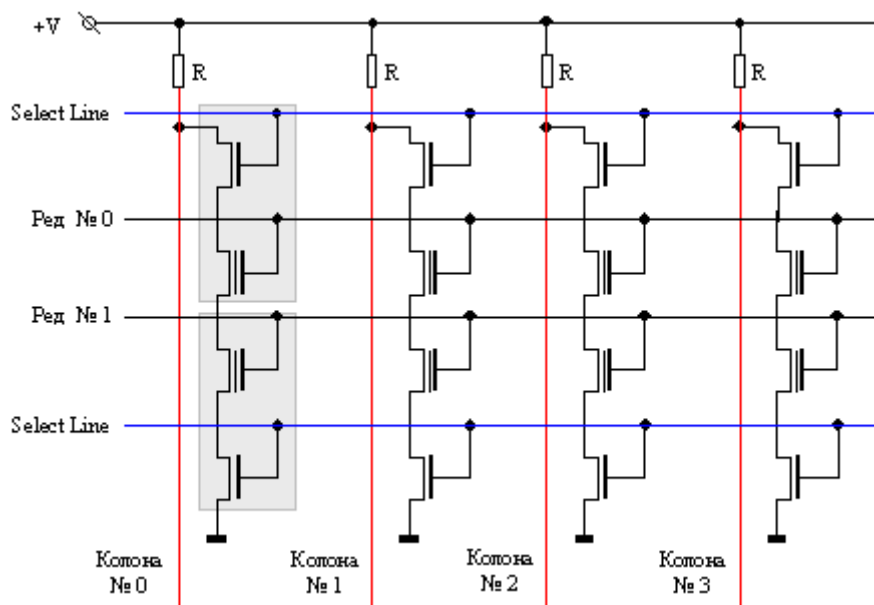 +V
R
R
R
R
Select Line
Ред № 0
Ред № 1
Select Line
Колона
№ 0
Колона
№ 1
Колона
№ 2
Колона
№ 3